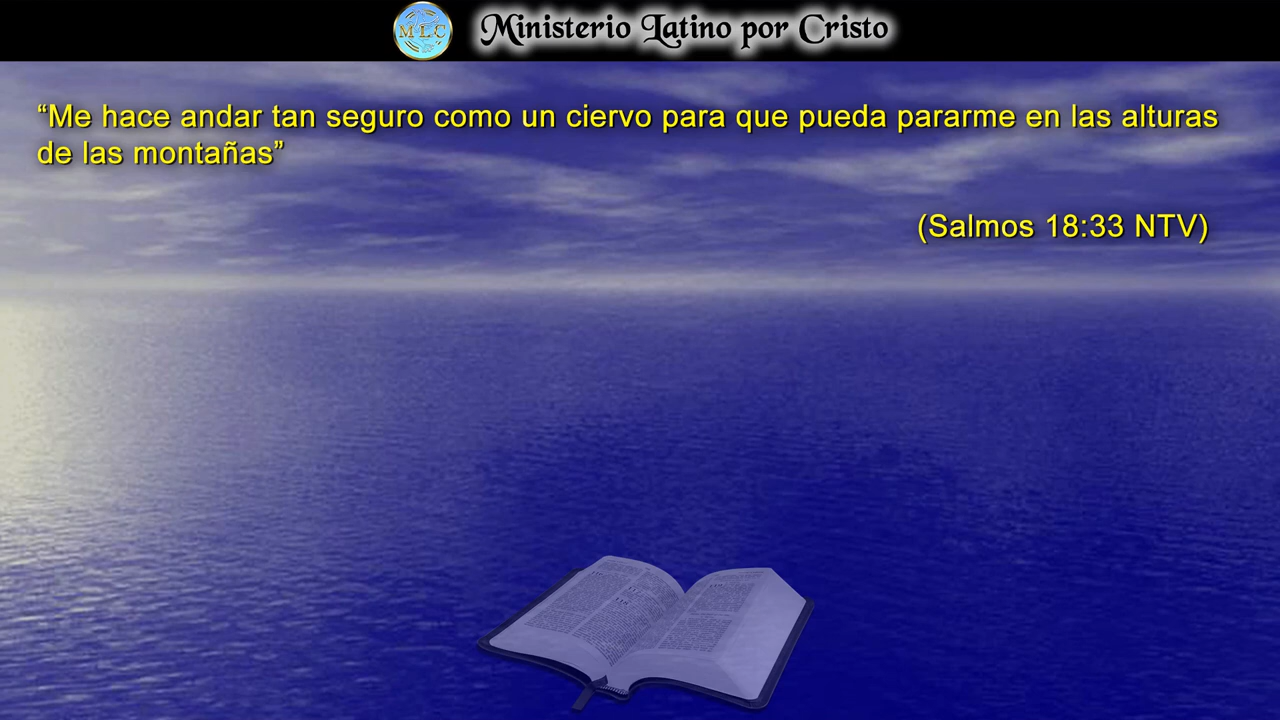 MLC
Ministerio Latino por Cristo
“Me hace andar tan seguro como un ciervo para que pueda pararme en las alturas
de las montañas”
(Salmos 18:33 NTV)